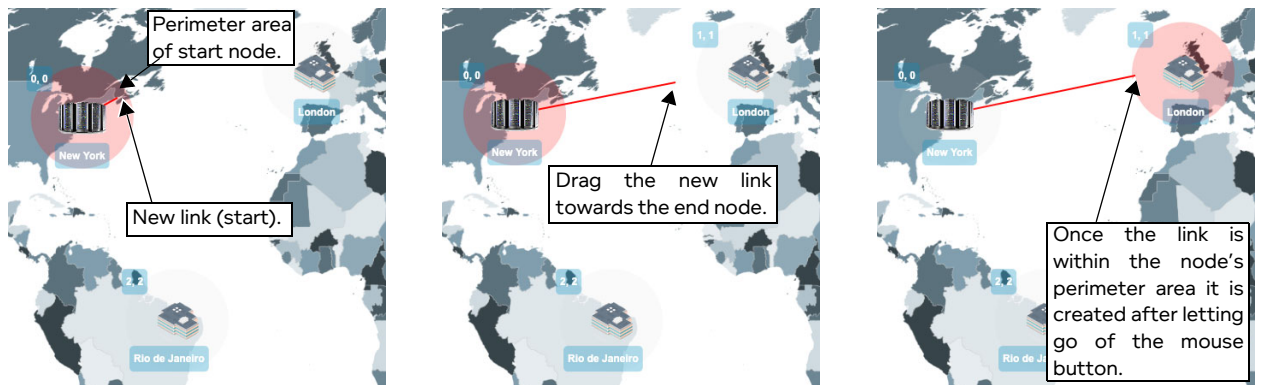 Perimeter area
of start node.
0, 0
London
New York
New link (start).
2, 2
Rio de Janeiro
1, 1
0, 0
London
New York
Drag the new link
towards the end node.
2, 2
Rio de Janeiro
1, 1
0, 0
London
New York
Once the link is
within the node's
perimeter area it is
created after letting
go of the mouse
button.
2, 2
Rio de Janeiro